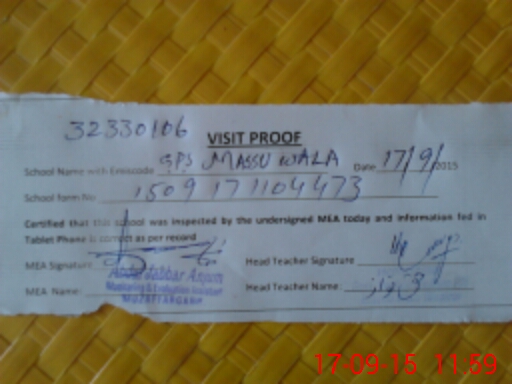 32330106
VISIT PROOF
School Name with Emiscode GPS MASSU WALA Date 17/9/2015
School form No 1509 171104473
Certified that this school was inspected by the undersigned MEA today and information fed in
Tablet Phone is correct as per record
MEA Signature Head Teacher Signature
Abdul Jabbar Anjum
MEA Name: Head Teacher Name:
Monitoring & Evaluation Assistant
MUZAFFARGARH
17-09-15 11:59